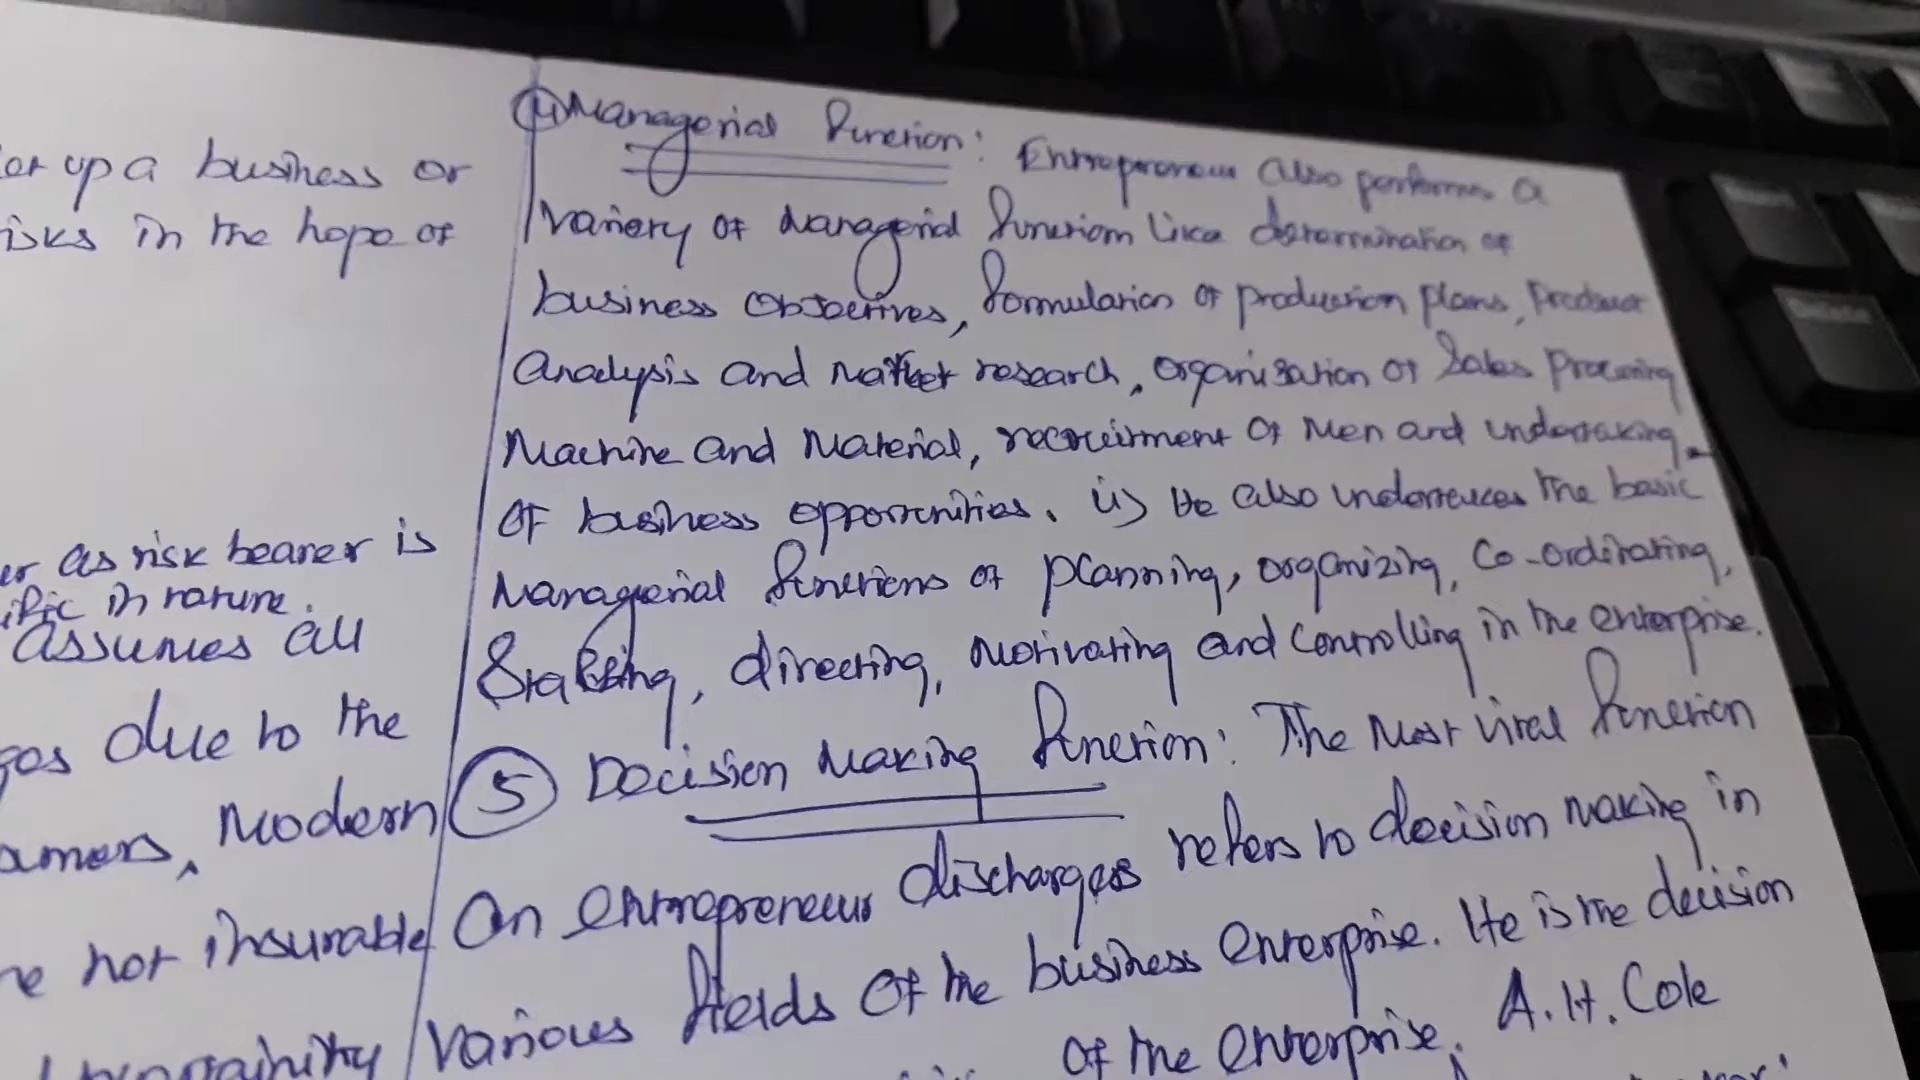 up a business or
risks in the hope of
as risk bearer is
in nature.
assumes all
due to the
Modern
not insurable
Uncertainity
④ Managerial Function: Entrepreneur also performs a
Variety of Managerial function like determination of
business objectives, formulation of production plans, product
Analysis and market research, organisation of sales procuring
Machine and Material, recruitment of Men and undertaking
of business opportunities. ii) He also undertakes the basic
Managerial functions of planning, organizing, Co-ordinating,
Staffing, directing, motivating and controlling in the enterprise.
⑤ Decision Making function: The Most vital function
an entrepreneur discharges refers to decision making in
various fields of the business enterprise. He is the decision
of the enterprise. A.H. Cole